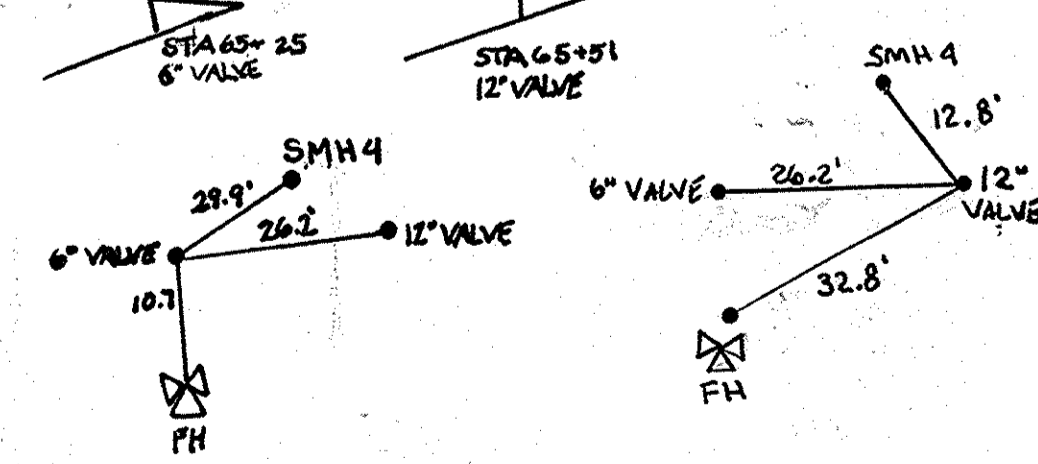 STA 65+ 25
6" VALVE
STA 65+51
12" VALVE
SMH 4
29.9'
26.2'
6" VALVE
12" VALVE
10.7
FH
SMH 4
12.8'
6" VALVE
26.2'
12"
VALVE
32.8'
FH